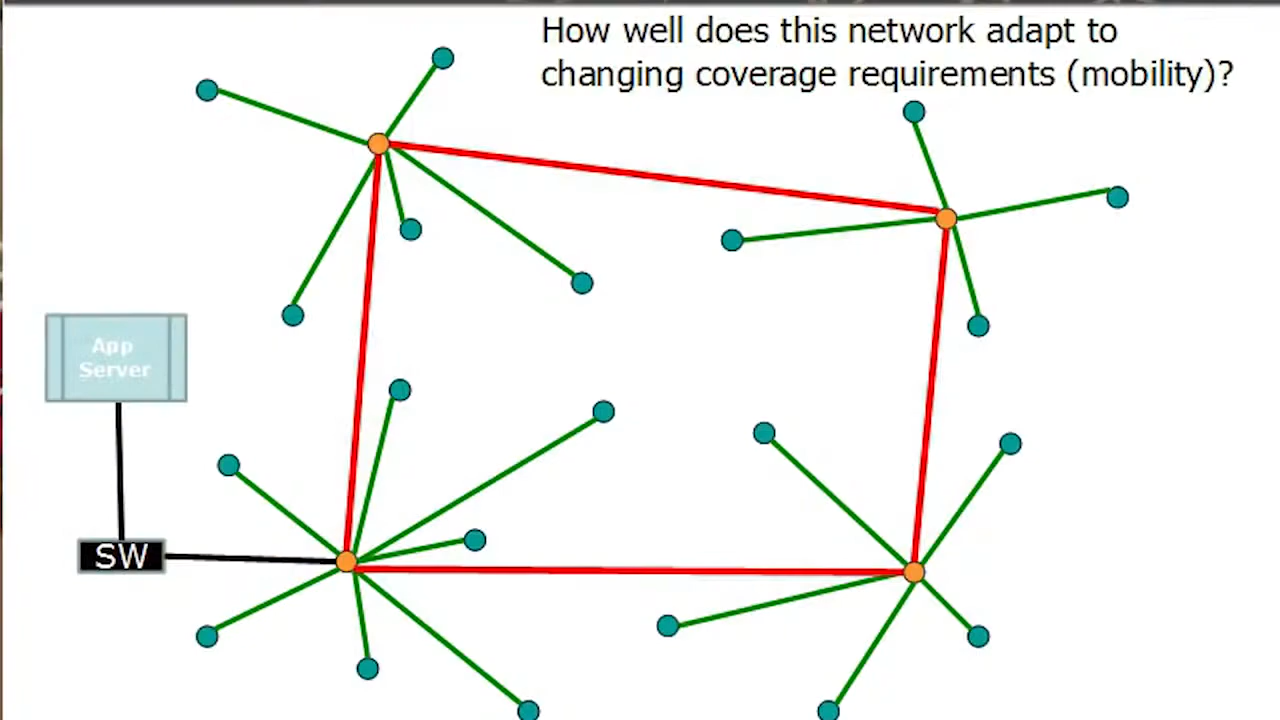 How well does this network adapt to
changing coverage requirements (mobility)?
App
Server
SW